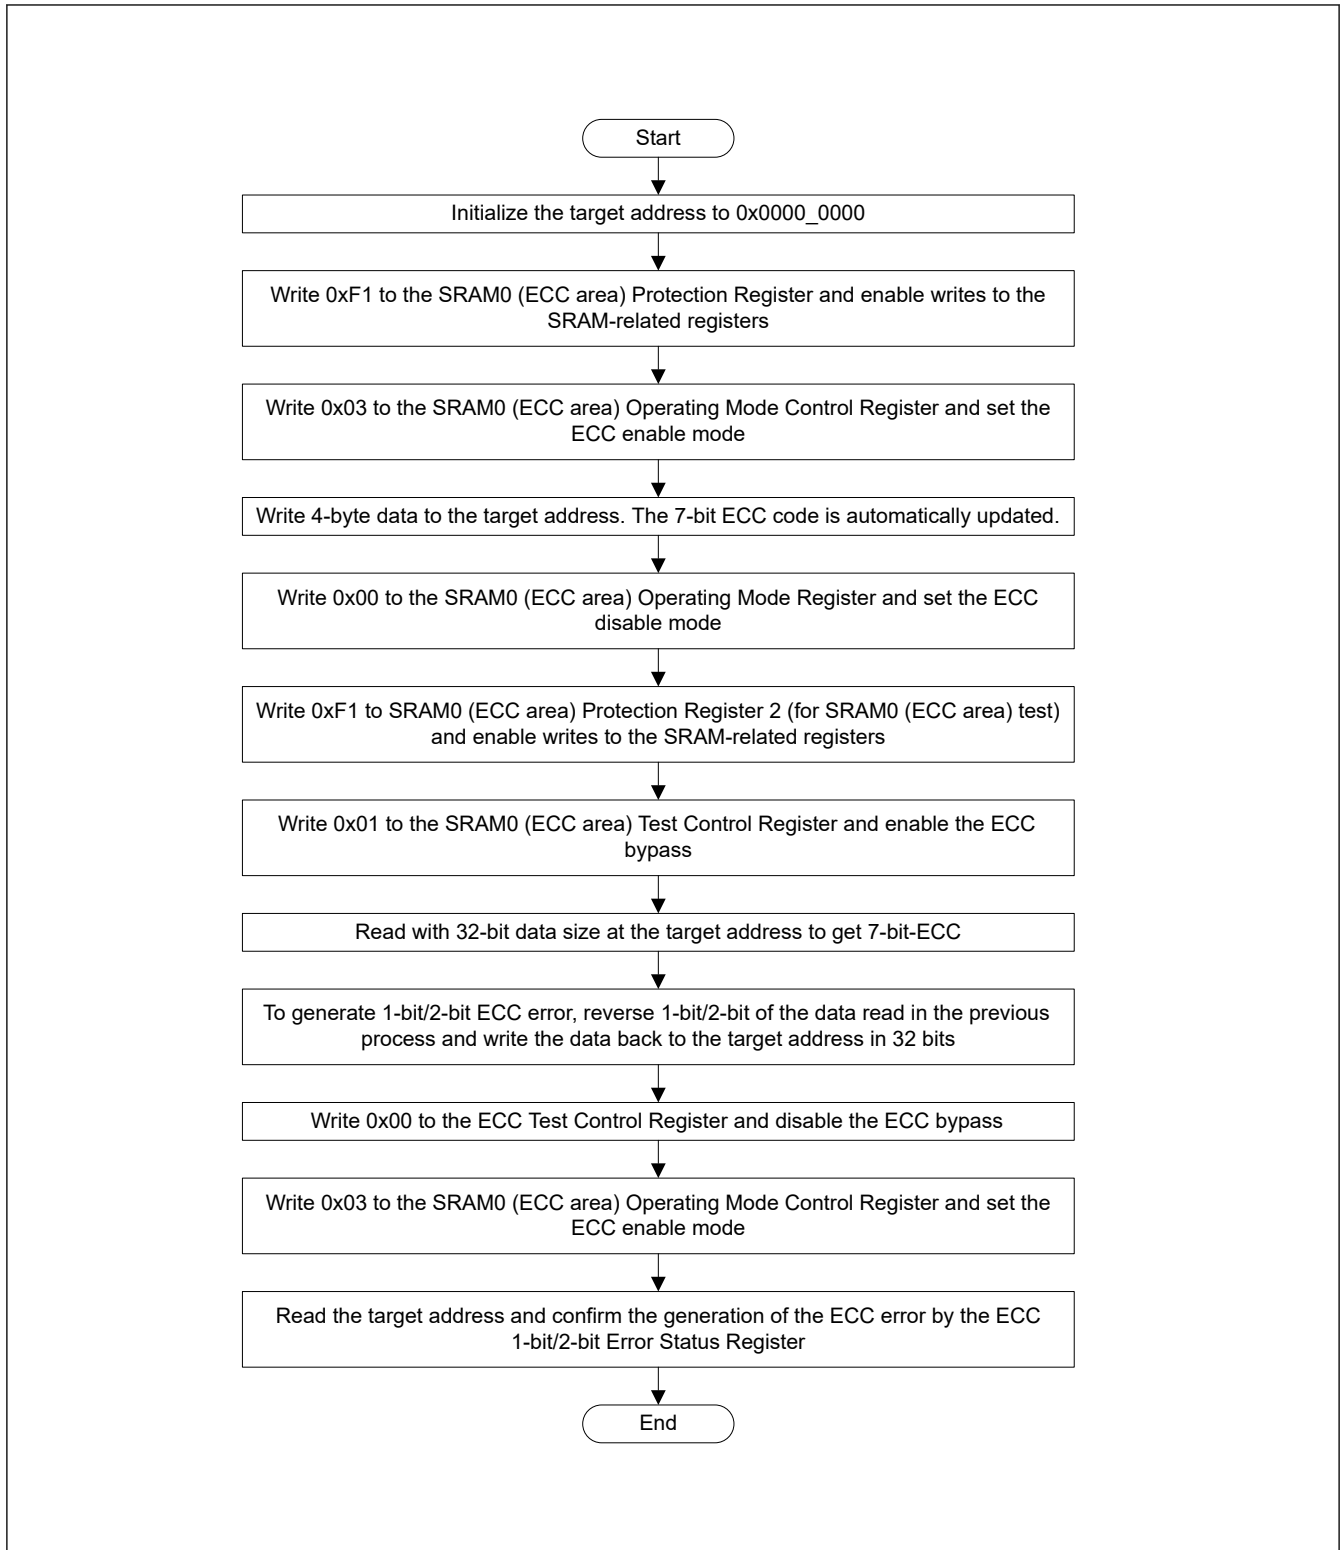 Start
Initialize the target address to 0x0000_0000
Write 0xF1 to the SRAM0 (ECC area) Protection Register and enable writes to the
SRAM-related registers
Write 0x03 to the SRAM0 (ECC area) Operating Mode Control Register and set the
ECC enable mode
Write 4-byte data to the target address. The 7-bit ECC code is automatically updated.
Write 0x00 to the SRAM0 (ECC area) Operating Mode Register and set the ECC
disable mode
Write 0xF1 to SRAM0 (ECC area) Protection Register 2 (for SRAM0 (ECC area) test)
and enable writes to the SRAM-related registers
Write 0x01 to the SRAM0 (ECC area) Test Control Register and enable the ECC
bypass
Read with 32-bit data size at the target address to get 7-bit-ECC
To generate 1-bit/2-bit ECC error, reverse 1-bit/2-bit of the data read in the previous
process and write the data back to the target address in 32 bits
Write 0x00 to the ECC Test Control Register and disable the ECC bypass
Write 0x03 to the SRAM0 (ECC area) Operating Mode Control Register and set the
ECC enable mode
Read the target address and confirm the generation of the ECC error by the ECC
1-bit/2-bit Error Status Register
End